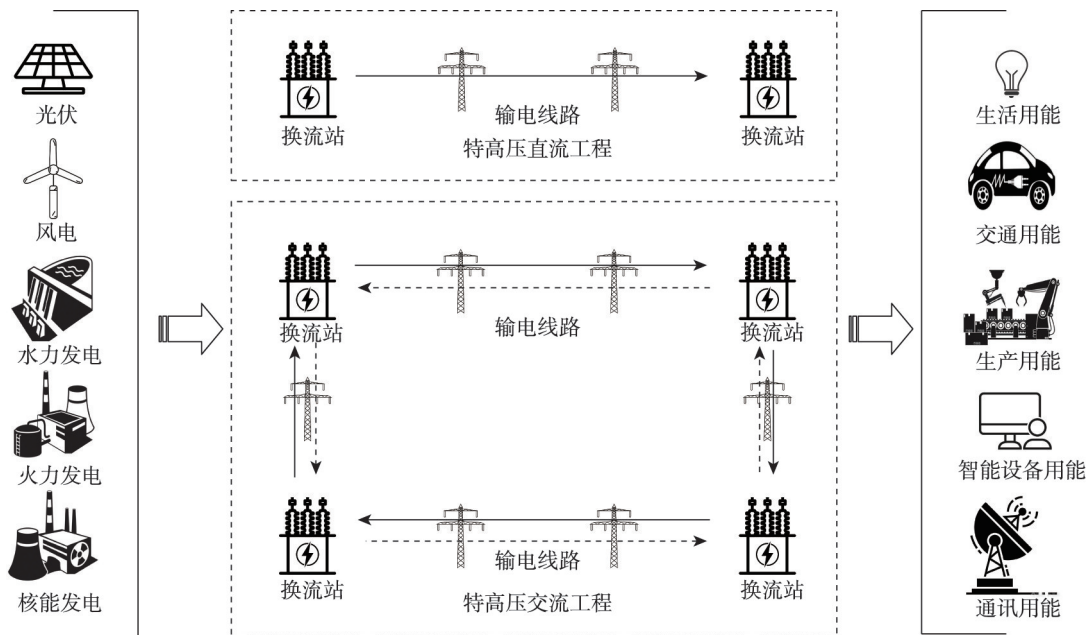 光伏
风电
水力发电
火力发电
核能发电
换流站
输电线路
换流站
特高压直流工程
换流站
输电线路
换流站
换流站
输电线路
换流站
特高压交流工程
生活用能
交通用能
生产用能
智能设备用能
通讯用能